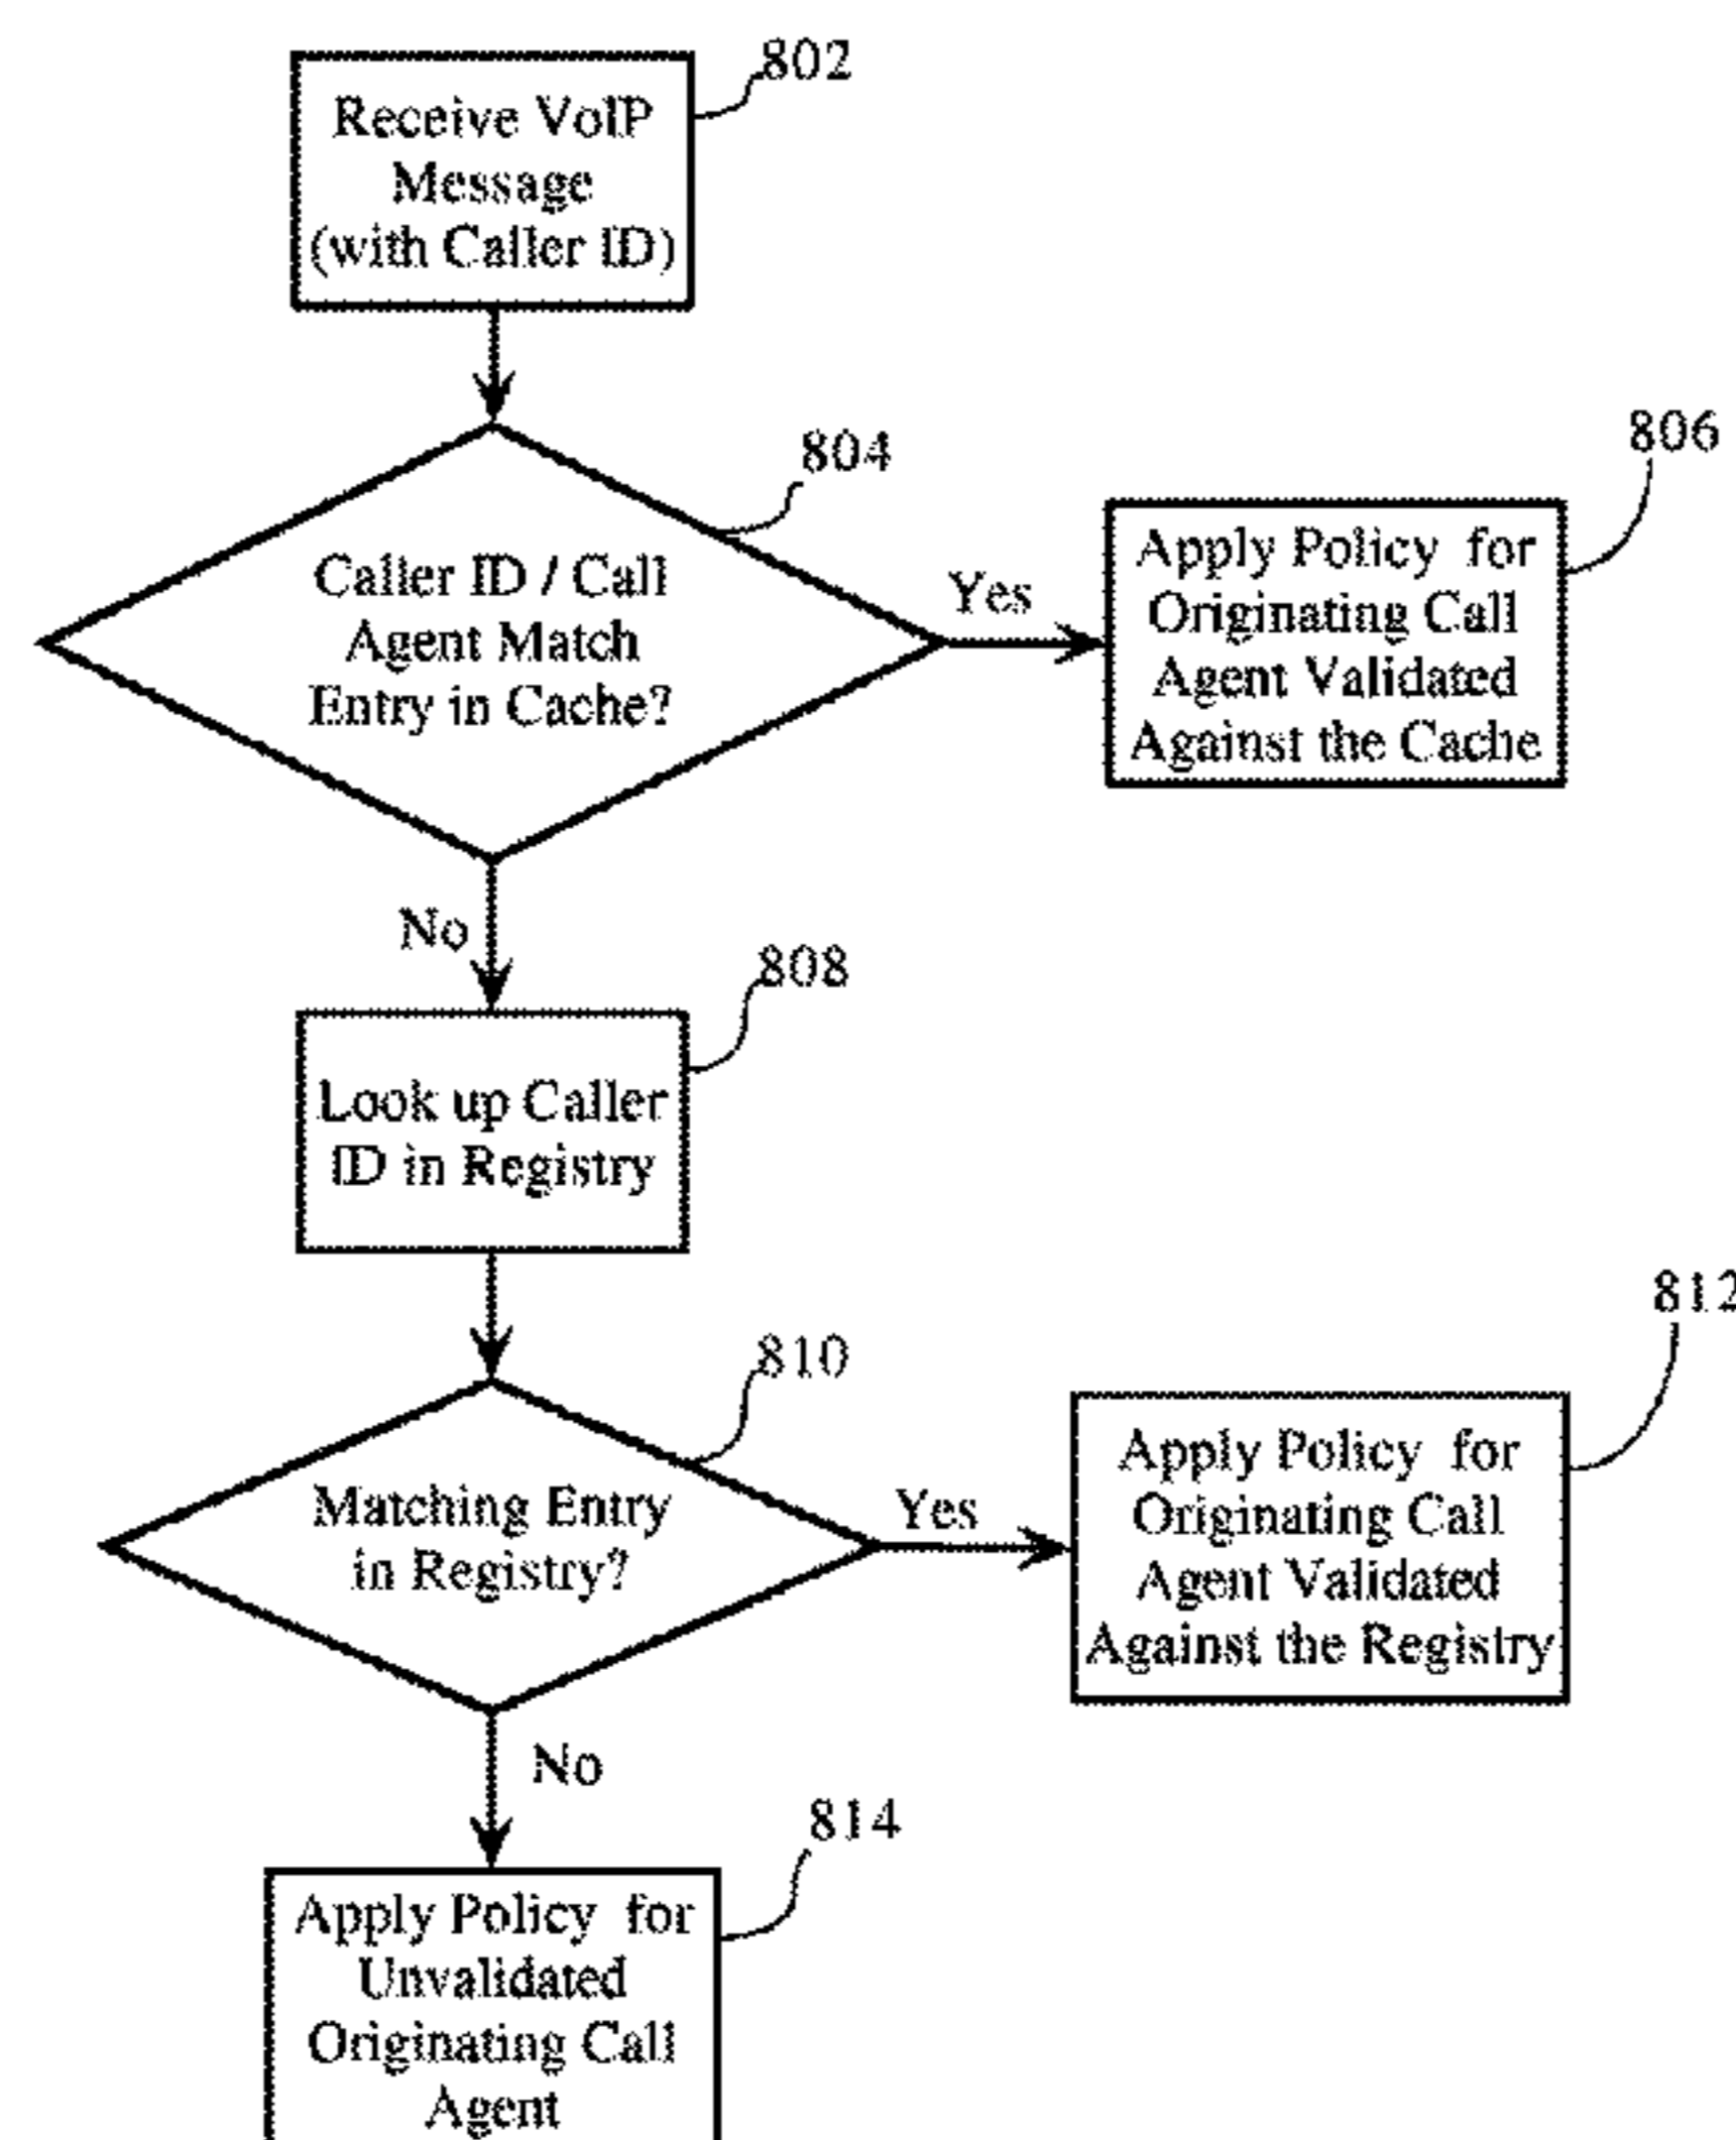 802
Receive VoIP
Message
(with Caller ID)
804
Caller ID / Call
Agent Match
Entry in Cache?
Yes
806
Apply Policy for
Originating Call
Agent Validated
Against the Cache
No
808
Look up Caller
ID in Registry
810
Matching Entry
in Registry?
Yes
812
Apply Policy for
Originating Call
Agent Validated
Against the Registry
No
814
Apply Policy for
Unvalidated
Originating Call
Agent